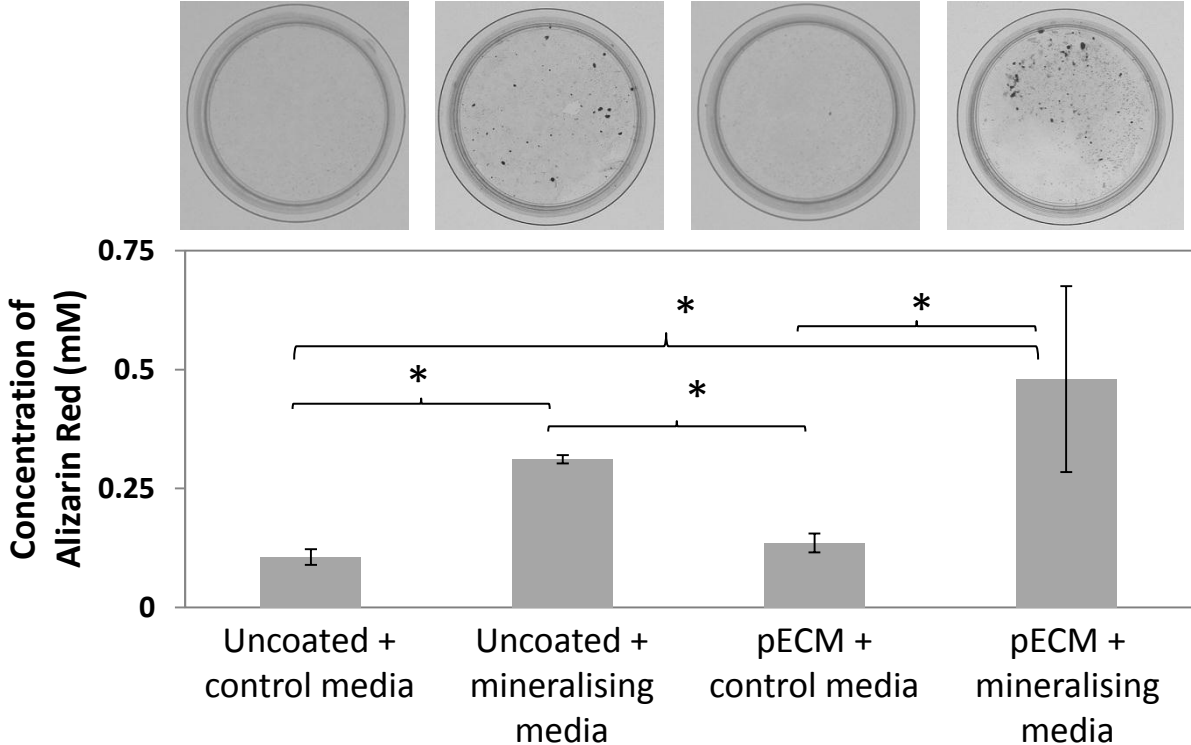 Concentration of
Alizarin Red (mM)
0.75
0.5
0.25
0
*
*
*
*
Uncoated +
control media
Uncoated +
mineralising
media
pECM +
control media
pECM +
mineralising
media